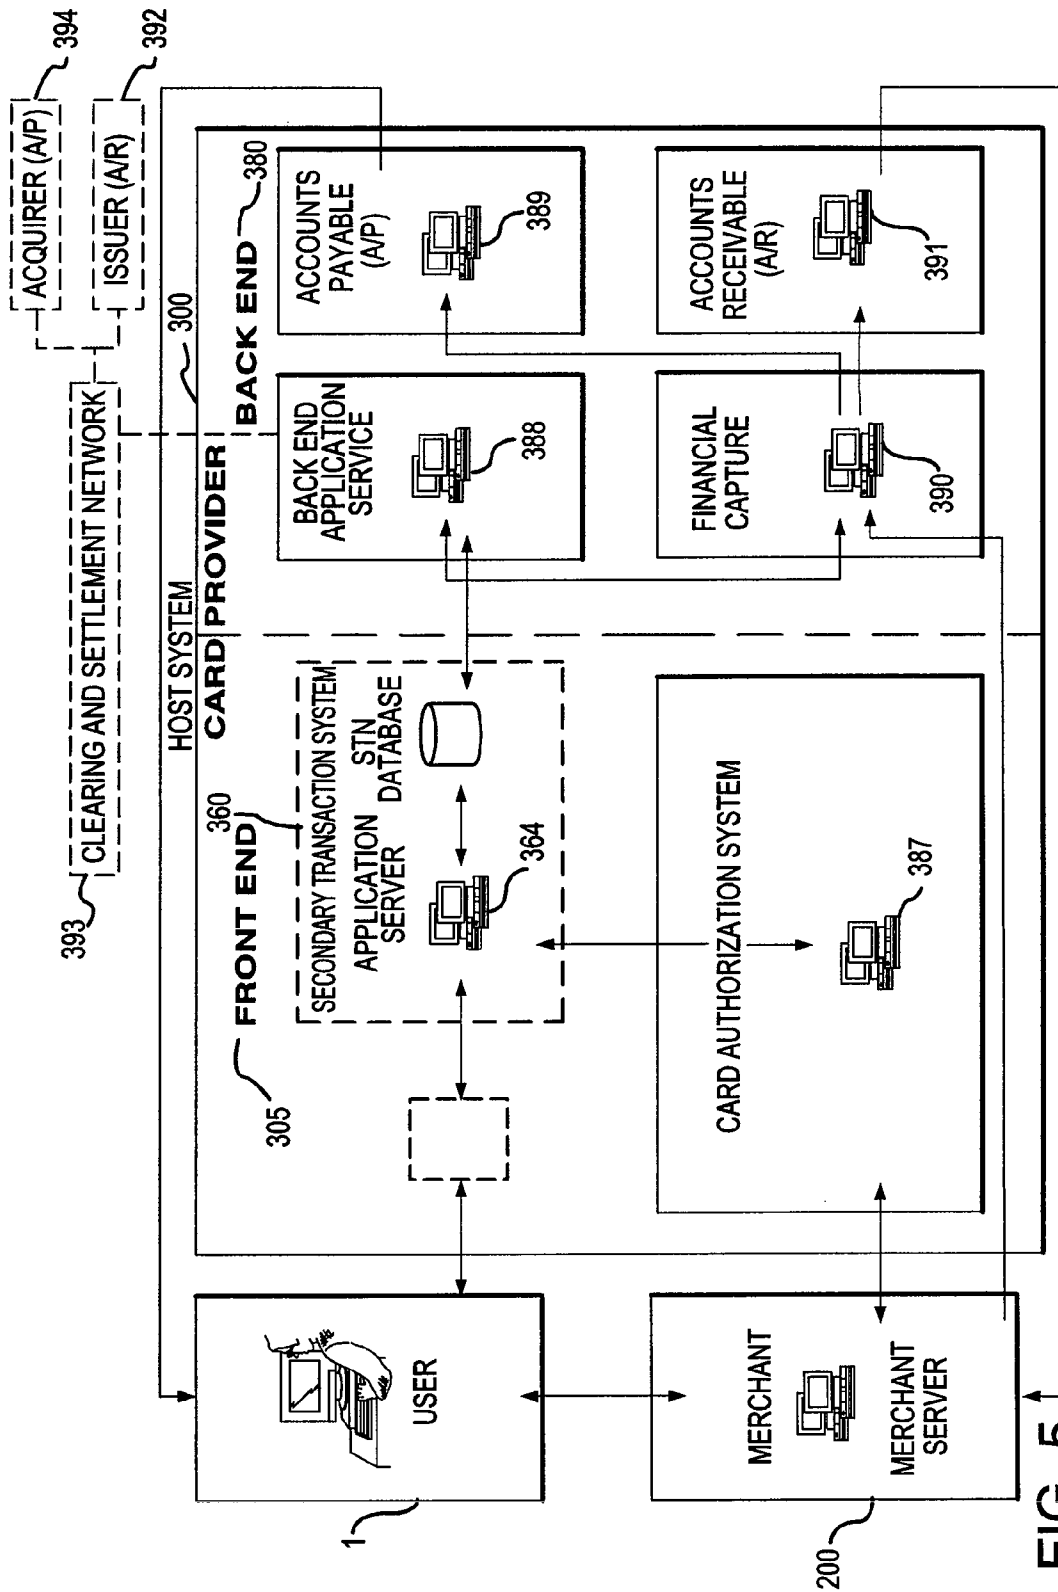 ACQUIRER (A/P)
394
393
CLEARING AND SETTLEMENT NETWORK
ISSUER (A/R)
392
HOST SYSTEM
300
CARD PROVIDER
305
FRONT END
360
BACK END
380
1
USER
SECONDARY TRANSACTION SYSTEM
APPLICATION
SERVER
STN
DATABASE
364
BACK END
APPLICATION
SERVICE
388
ACCOUNTS
PAYABLE
(A/P)
389
200
MERCHANT
MERCHANT
SERVER
CARD AUTHORIZATION SYSTEM
387
FINANCIAL
CAPTURE
390
ACCOUNTS
RECEIVABLE
(A/R)
391
FIG. 5